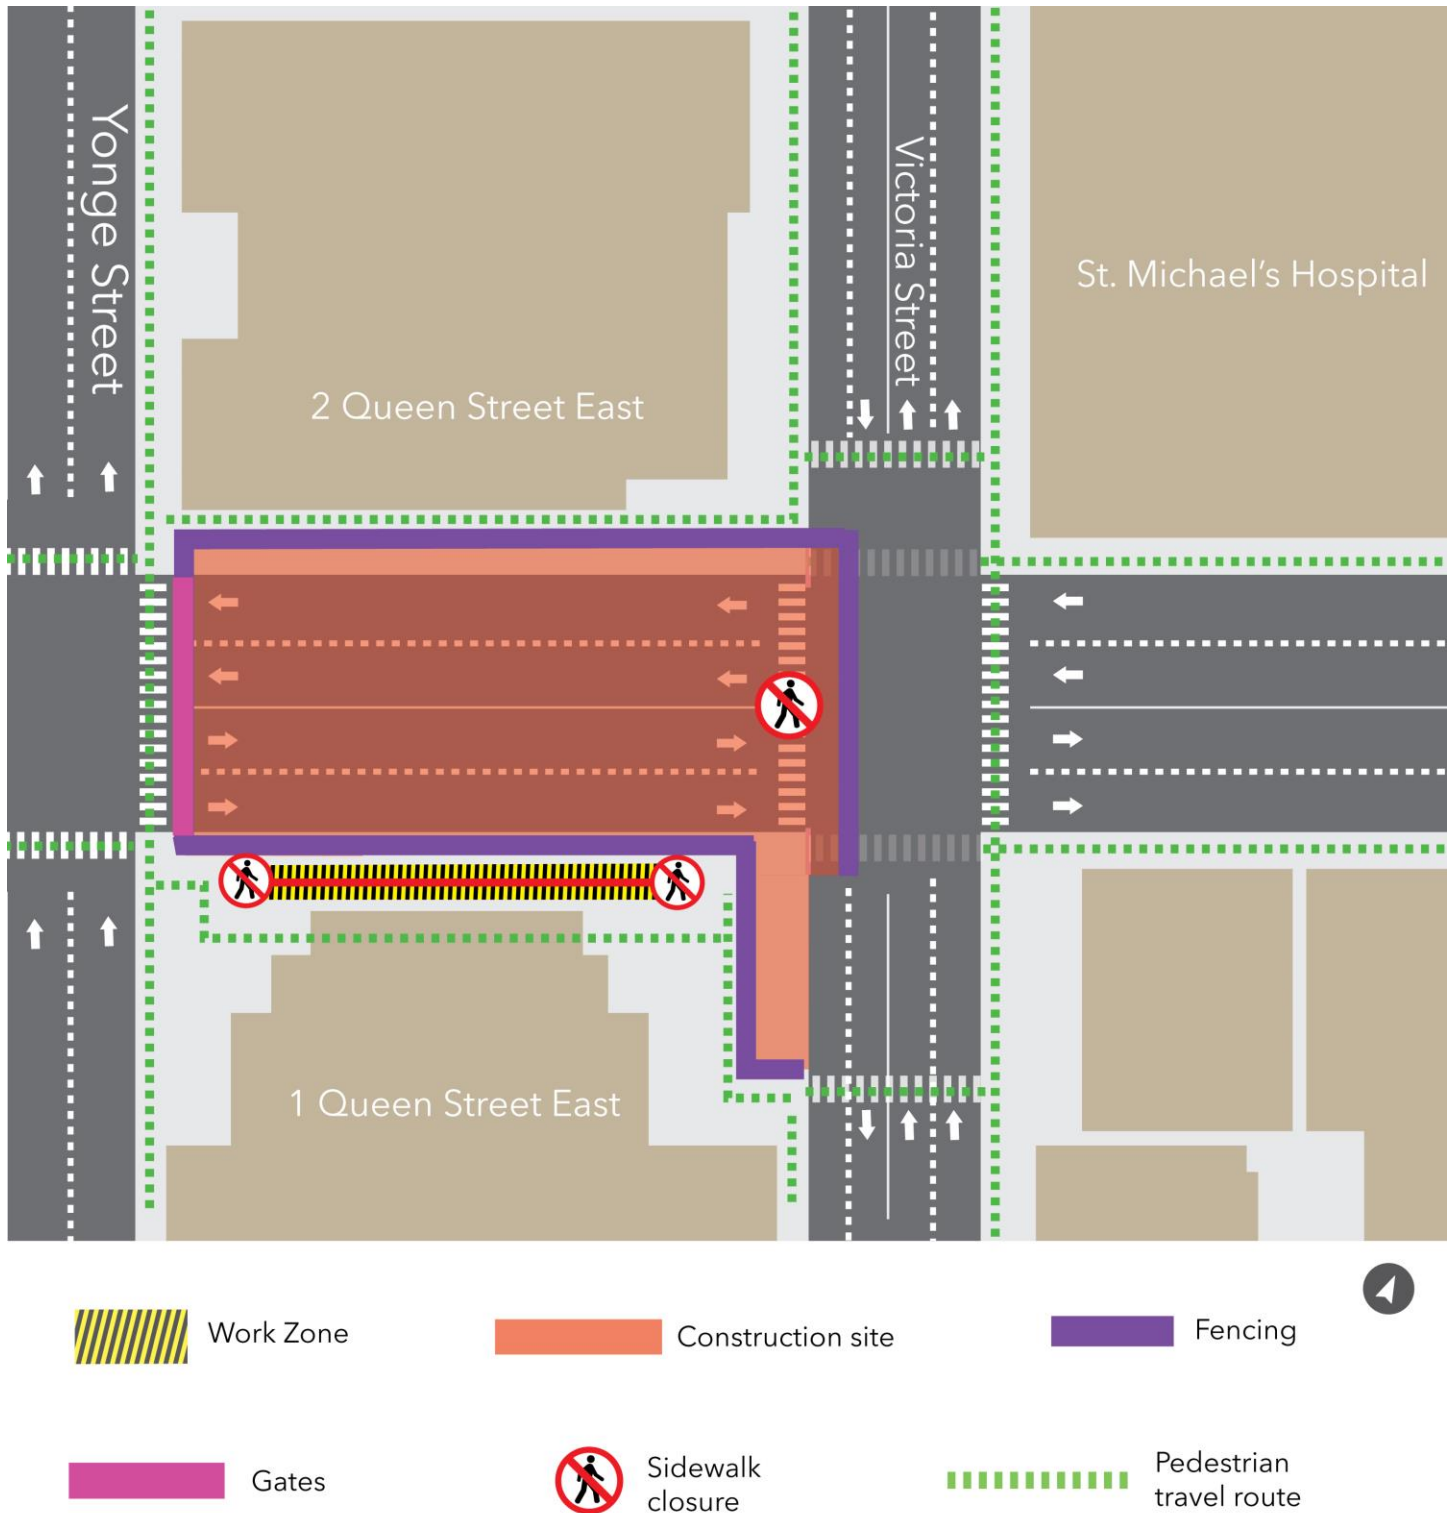 Yonge Street
Victoria Street
St. Michael's Hospital
2 Queen Street East
1 Queen Street East
Work Zone
Construction site
Fencing
Gates
Sidewalk
closure
Pedestrian
travel route